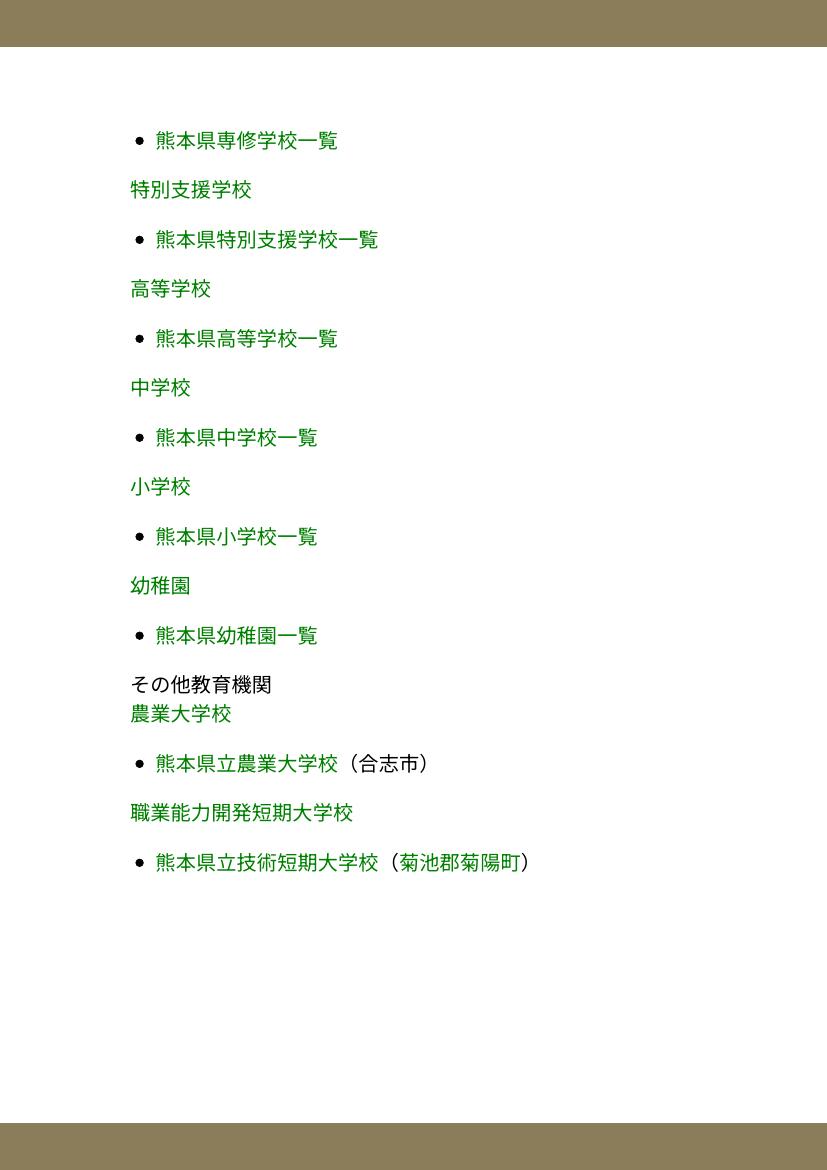 ● 熊本県専修学校一覧
特別支援学校
● 熊本県特別支援学校一覧
高等学校
● 熊本県高等学校一覧
中学校
● 熊本県中学校一覧
小学校
● 熊本県小学校一覧
幼稚園
● 熊本県幼稚園一覧
その他教育機関
農業大学校
● 熊本県立農業大学校（合志市）
職業能力開発短期大学校
● 熊本県立技術短期大学校（菊池郡菊陽町）